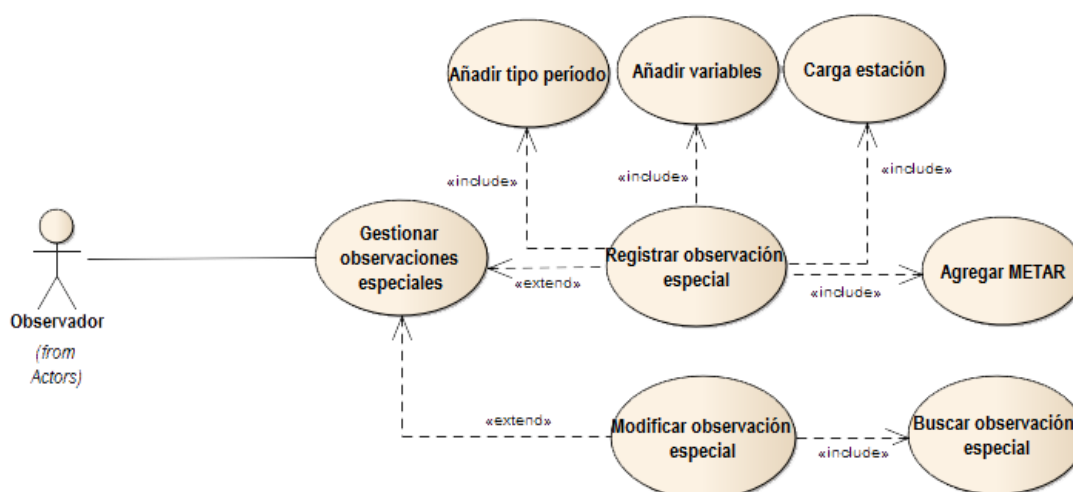 Añadir tipo período
Añadir variables
Carga estación
«include»
«include»
«include»
Gestionar
observaciones
especiales
Registrar observación
especial
Agregar METAR
«extend»
«include»
Observador
(from
Actors)
«extend»
Modificar observación
especial
Buscar observación
especial
«include»